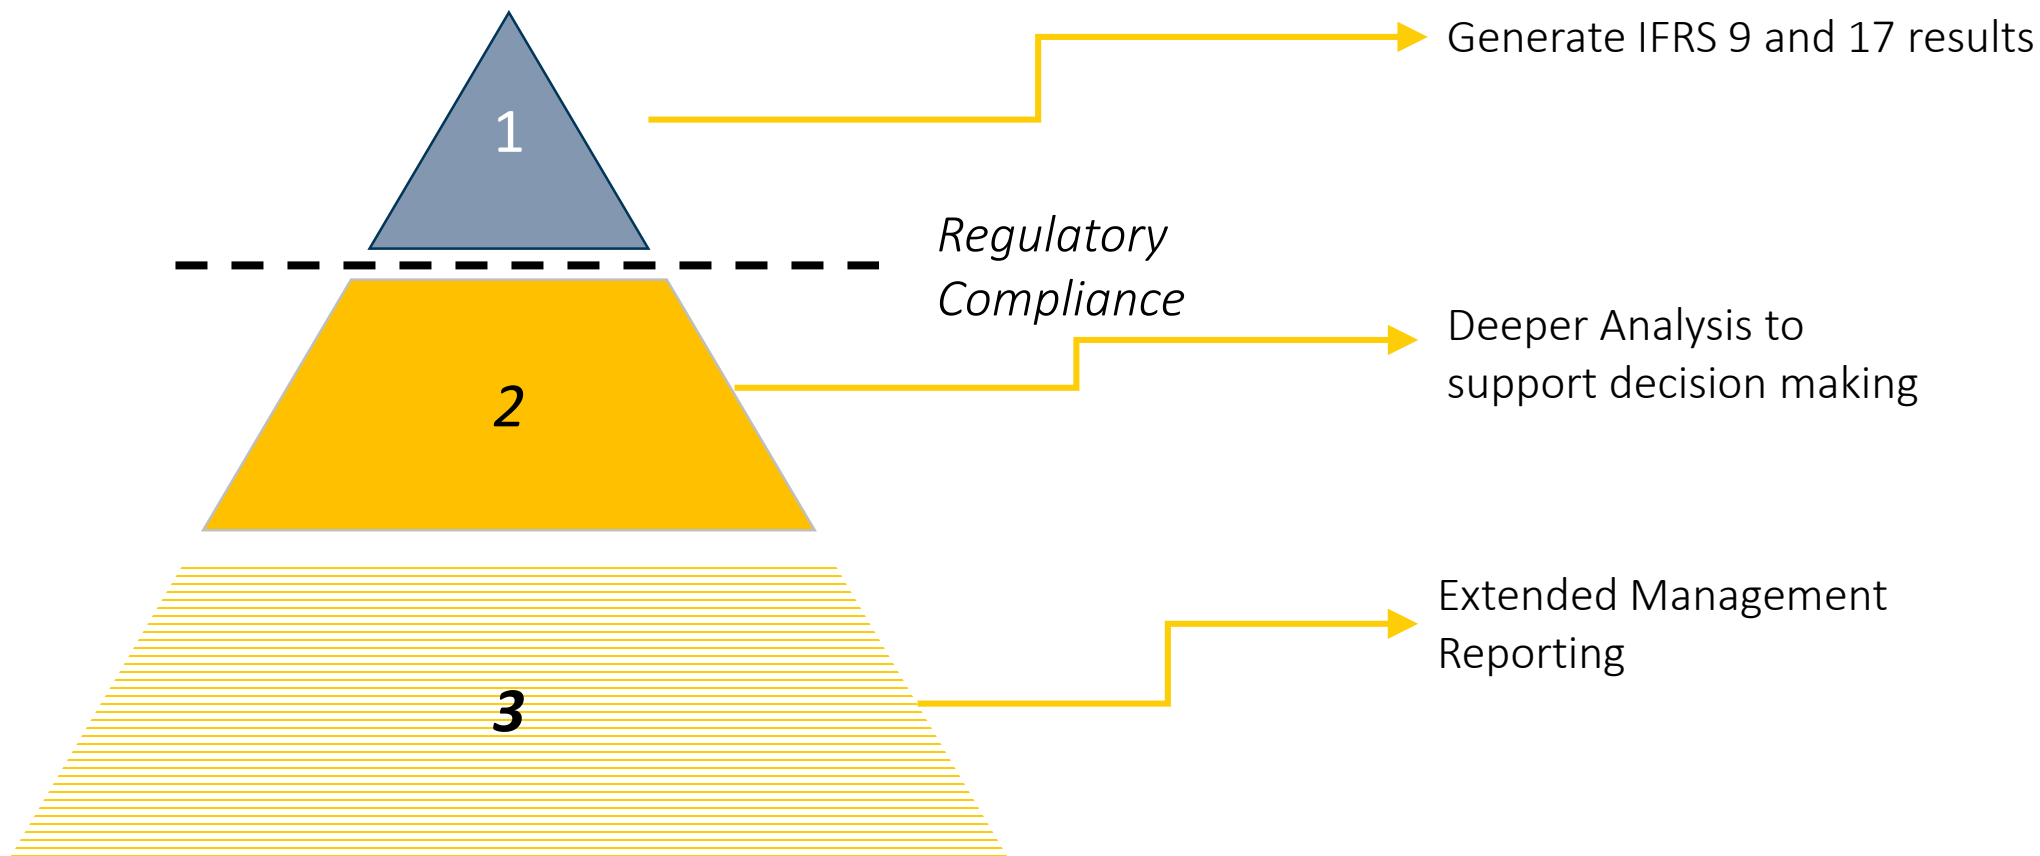 Generate IFRS 9 and 17 results
1
Regulatory
Compliance
Deeper Analysis to
support decision making
2
Extended Management
Reporting
3